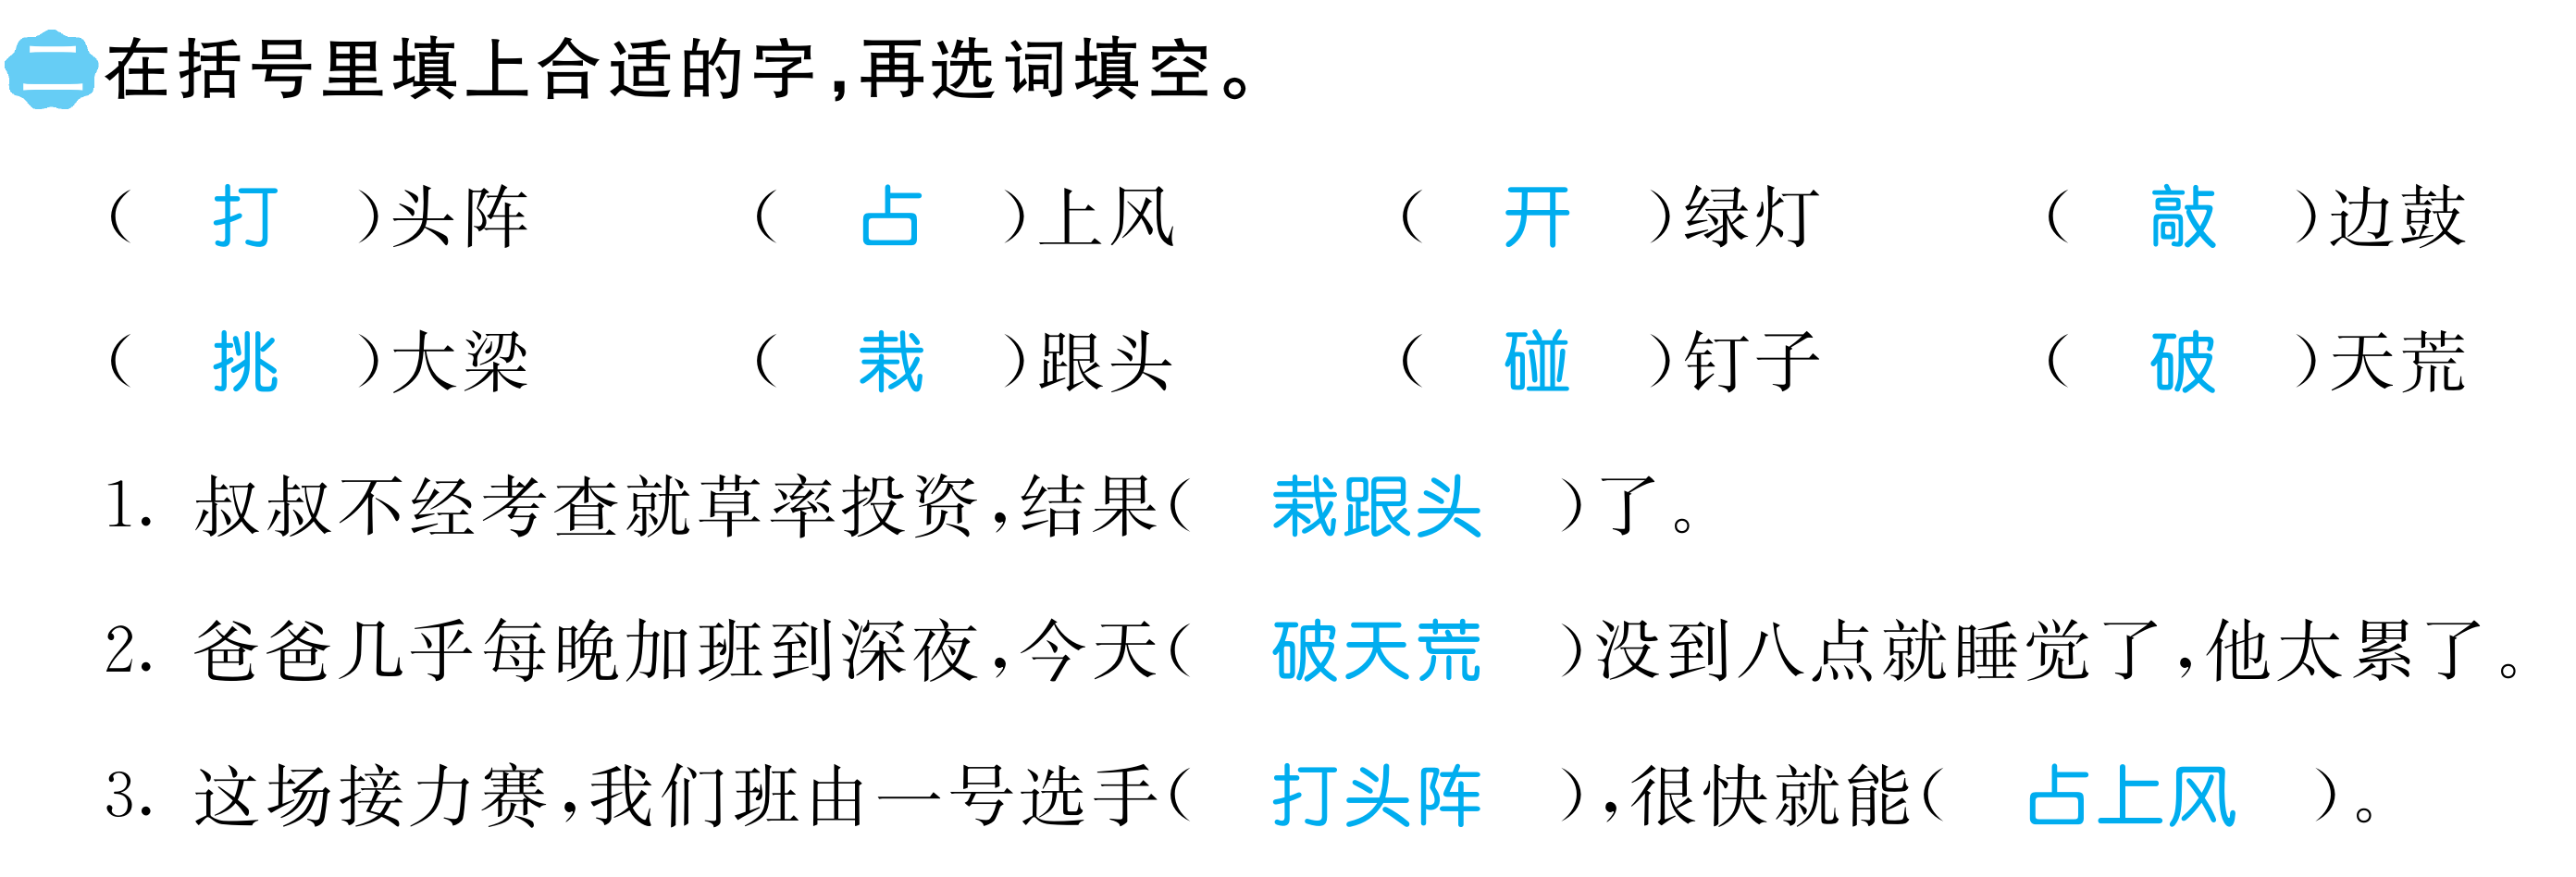 二 在括号里填上合适的字,再选词填空。
( 打 )头阵 ( 占 )上风 ( 开 )绿灯 ( 敲 )边鼓
( 挑 )大梁 ( 栽 )跟头 ( 碰 )钉子 ( 破 )天荒
1. 叔叔不经考查就草率投资,结果( 栽跟头 )了。
2. 爸爸几乎每晚加班到深夜,今天( 破天荒 )没到八点就睡觉了,他太累了。
3. 这场接力赛,我们班由一号选手( 打头阵 ),很快就能( 占上风 )。